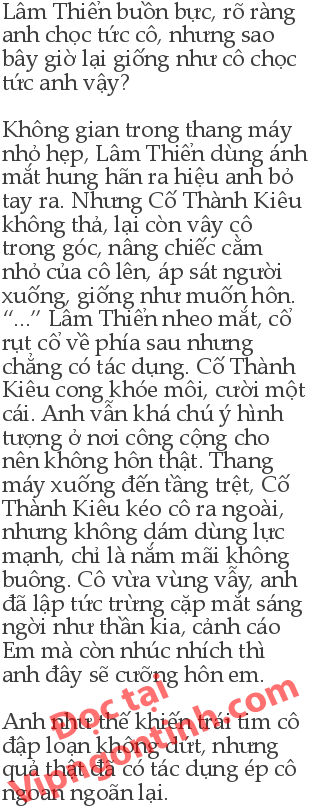 Lâm Thiển buồn bực, rõ ràng
anh chọc tức cô, nhưng sao
bây giờ lại giống như cô chọc
tức anh vậy?

Không gian trong thang máy
nhỏ hẹp, Lâm Thiển dùng ánh
mắt hung hãn ra hiệu anh bỏ
tay ra. Nhưng Cố Thành Kiêu
không thả, lại còn vây cô
trong góc, nâng chiếc cằm
nhỏ của cô lên, áp sát người
xuống, giống như muốn hôn.
“...” Lâm Thiển nheo mắt, cổ
rụt cổ về phía sau nhưng
chẳng có tác dụng. Cố Thành
Kiêu cong khóe môi, cười một
cái. Anh vẫn khá chú ý hình
tượng ở nơi công cộng cho
nên không hôn thật. Thang
máy xuống đến tầng trệt, Cố
Thành Kiêu kéo cô ra ngoài,
nhưng không dám dùng lực
mạnh, chỉ là nắm mãi không
buông. Cô vừa vùng vẫy, anh
đã lập tức trừng cặp mắt sáng
ngời như thần kia, cảnh cáo
Em mà còn nhúc nhích thì
anh đây sẽ cưỡng hôn em.

Anh như thế khiến trái tim cô
đập loạn không dứt, nhưng
quả thật đã có tác dụng ép cô
ngoan ngoãn lại.
Đọc tại
Vipngontinh.com